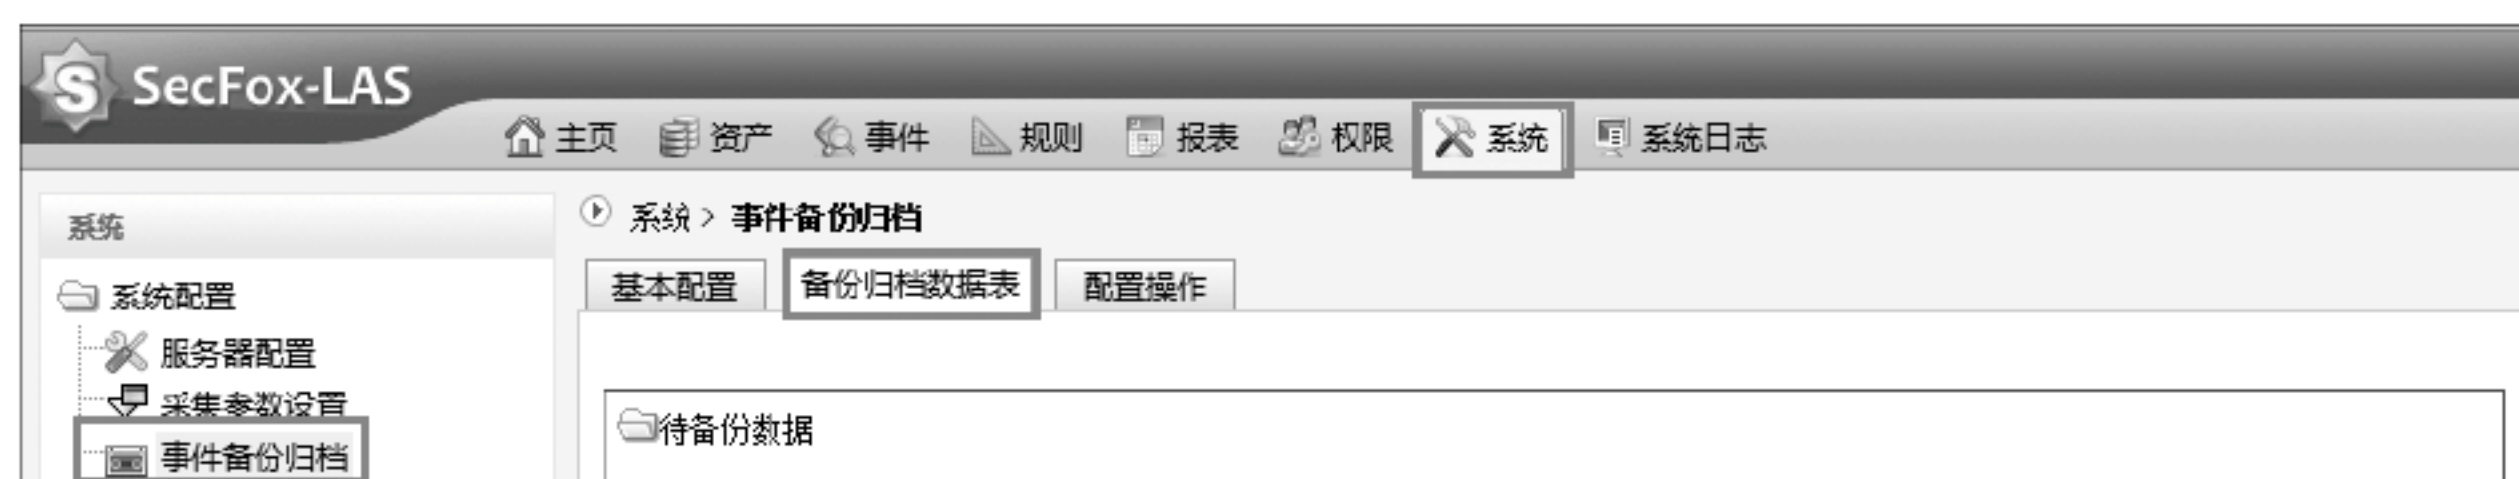 SecFox-LAS
主页 资产 事件 规则 报表 权限 系统 系统日志
系统
系统 > 事件备份归档
基本配置 备份归档数据表 配置操作
系统配置
服务器配置
采集参数设置
事件备份归档
待备份数据